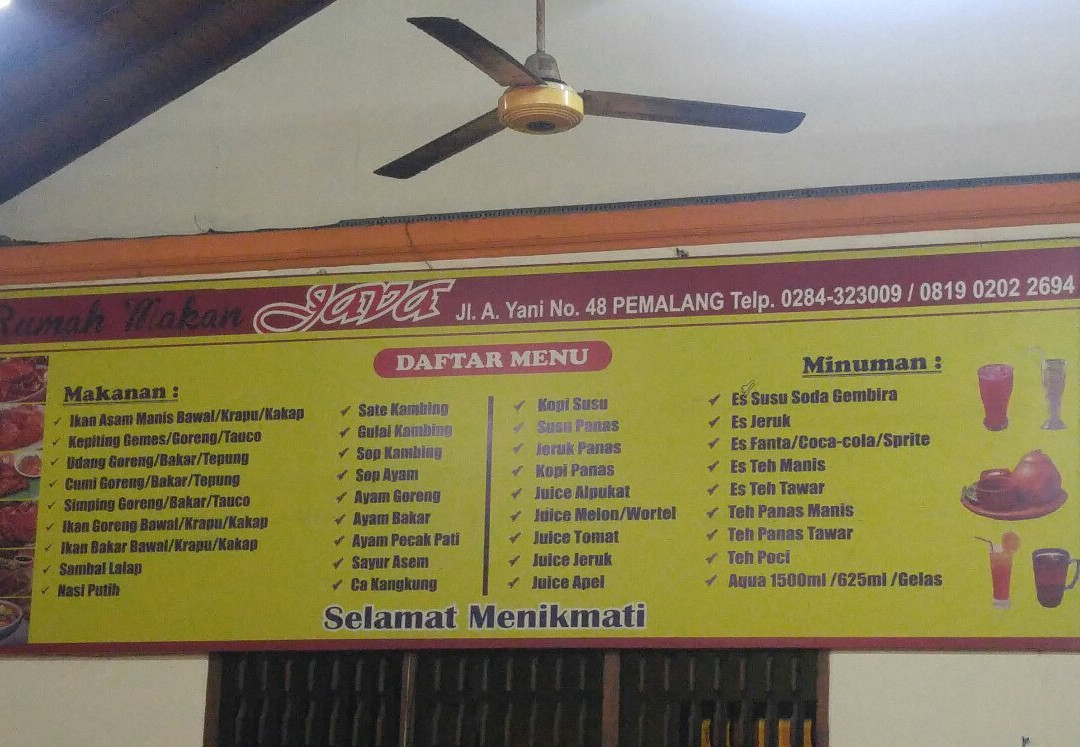 Rumah Makan Java Jl. A. Yani No. 48 PEMALANG Telp. 0284-323009 / 0819 0202 2694
DAFTAR MENU
Makanan :
Ikan Asam Manis Bawal/Krapu/Kakap
Kepiting Gemes/Goreng/Tauco
Udang Goreng/Bakar/Tepung
Cumi Goreng/Bakar/Tepung
Simping Goreng/Bakar/Tauco
Ikan Goreng Bawal/Krapu/Kakap
Ikan Bakar Bawal/Krapu/Kakap
Sambal Lalap
Nasi Putih
Sate Kambing
Gulai Kambing
Sop Kambing
Sop Ayam
Ayam Goreng
Ayam Bakar
Ayam Pecak Pati
Sayur Asem
Ca Kangkung
Minuman :
Kopi Susu
Susu Panas
Jeruk Panas
Kopi Panas
Juice Alpukat
Juice Melon/Wortel
Juice Tomat
Juice Jeruk
Juice Apel
Es Susu Soda Gembira
Es Jeruk
Es Fanta/Coca-cola/Sprite
Es Teh Manis
Es Teh Tawar
Teh Panas Manis
Teh Panas Tawar
Teh Poci
Aqua 1500ml /625ml /Gelas
Selamat Menikmati